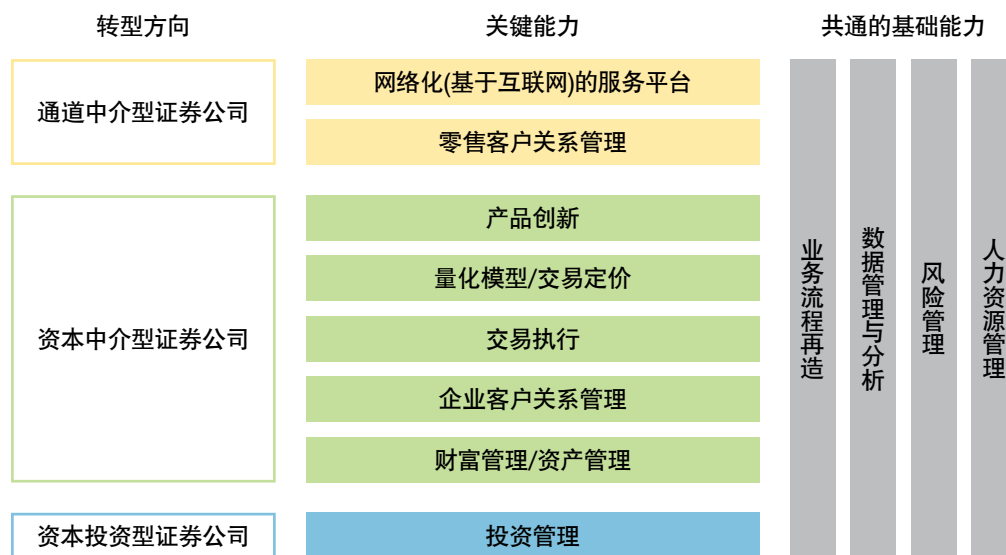 转型方向
关键能力
共通的基础能力
通道中介型证券公司
网络化(基于互联网)的服务平台
零售客户关系管理
资本中介型证券公司
产品创新
量化模型/交易定价
交易执行
企业客户关系管理
财富管理/资产管理
资本投资型证券公司
投资管理
业务流程再造
数据管理与分析
风险管理
人力资源管理